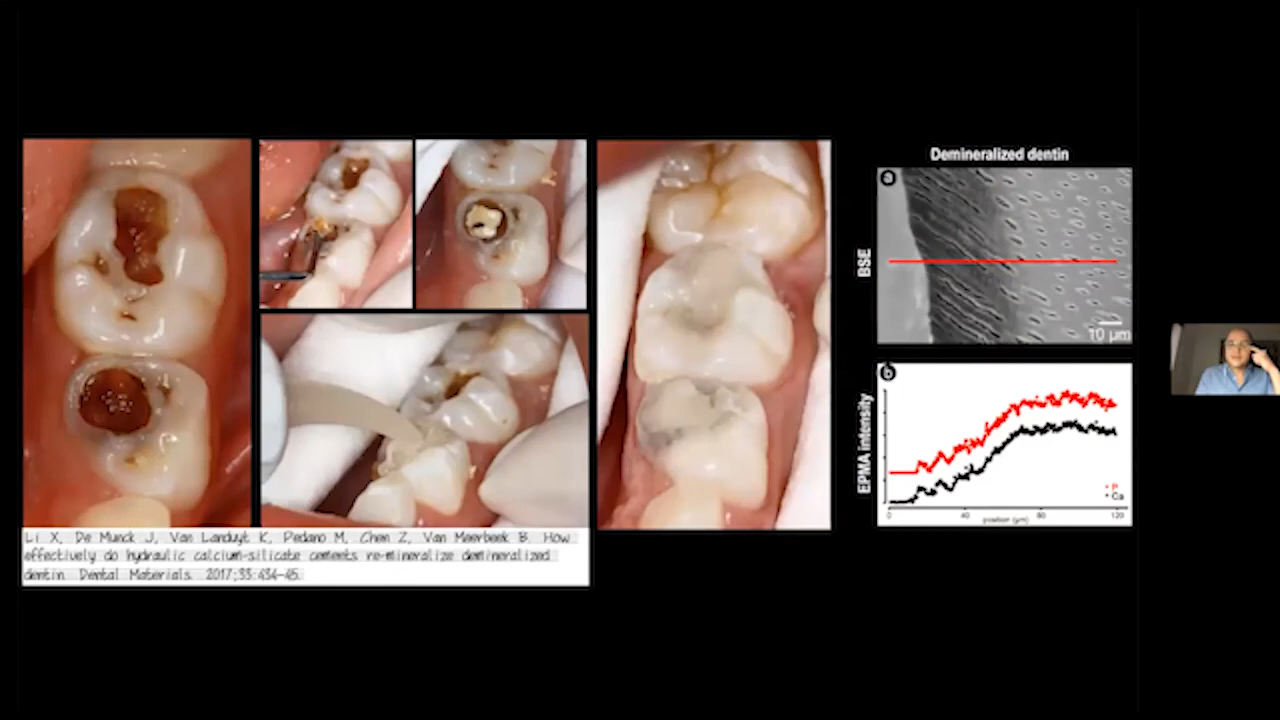 Li X, De Munck J, Van Landuyt K, Pedano M, Chen Z, Van Meerbeek B. How
effectively do hydraulic calcium-silicate cements re-mineralize demineralized
dentin. Dental Materials. 2017;33:434-45.
Demineralized dentin
a
BSE
10 µm
b
EPMA intensity
P
Ca
40
80
120
position (µm)